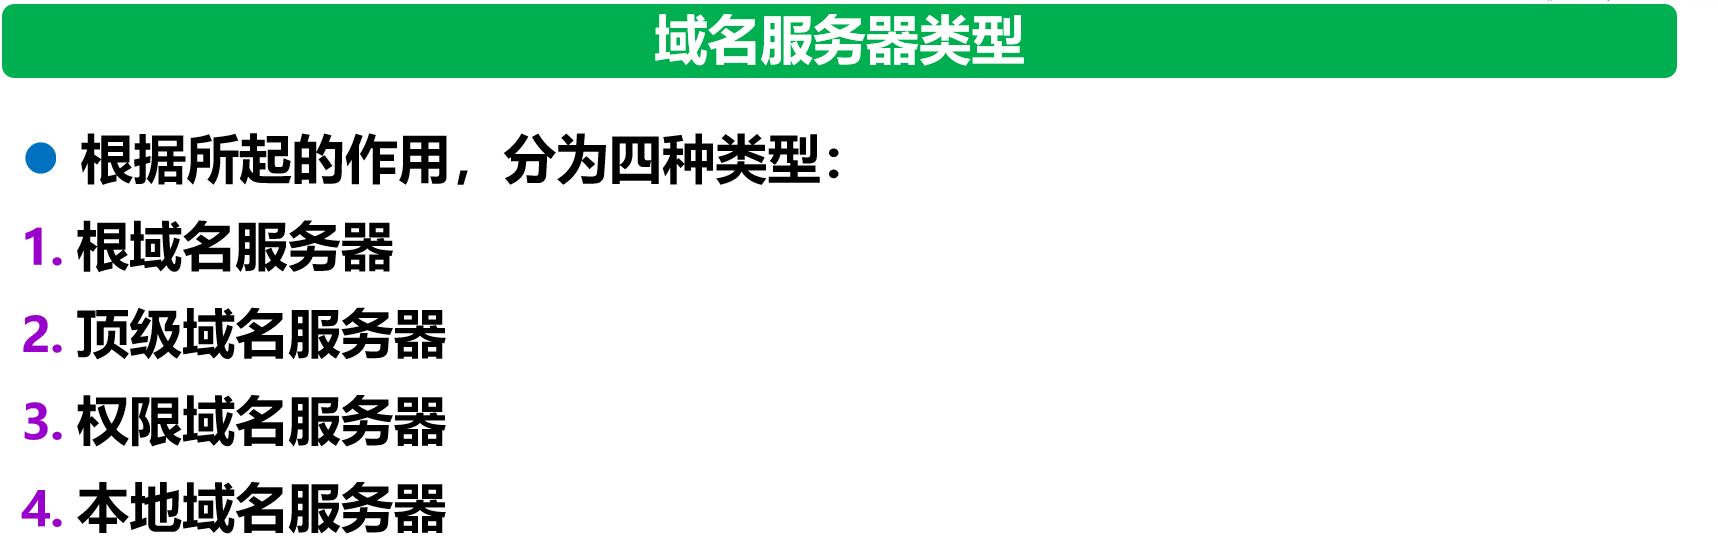 域名服务器类型
● 根据所起的作用，分为四种类型：
1. 根域名服务器
2. 顶级域名服务器
3. 权限域名服务器
4. 本地域名服务器